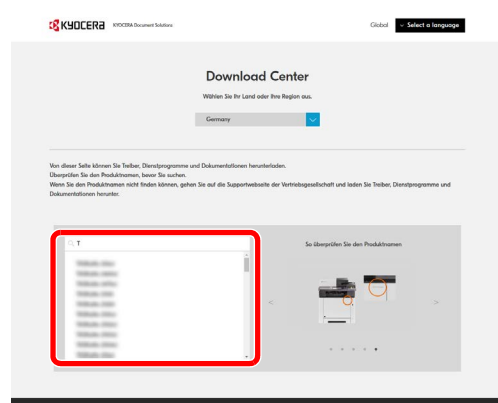 KYOCERA KYOCERA Document Solutions Global Select a language
Download Center
Wählen Sie Ihr Land oder Ihre Region aus.
Germany
Von dieser Seite können Sie Treiber, Dienstprogramme und Dokumentationen herunterladen.
Überprüfen Sie den Produktnamen, bevor Sie suchen.
Wenn Sie den Produktnamen nicht finden können, gehen Sie auf die Supportwebseite der Vertriebsgesellschaft und laden Sie Treiber, Dienstprogramme und
Dokumentationen herunter.
T
So überprüfen Sie den Produktnamen